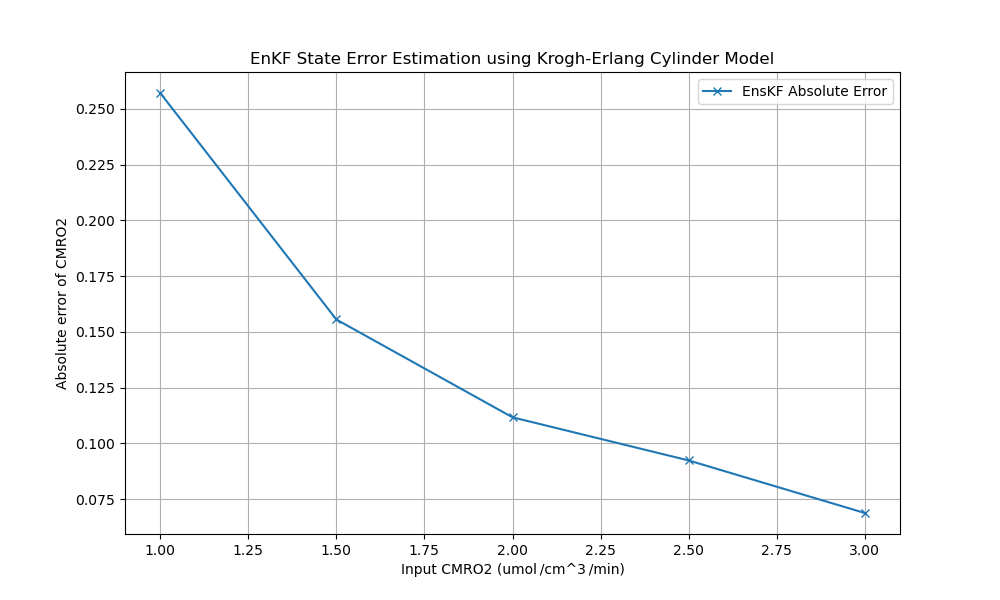 EnKF State Error Estimation using Krogh-Erlang Cylinder Model
EnsKF Absolute Error
Absolute error of CMRO2
0.250
0.225
0.200
0.175
0.150
0.125
0.100
0.075
1.00 1.25 1.50 1.75 2.00 2.25 2.50 2.75 3.00
Input CMRO2 (umol/cm^3/min)